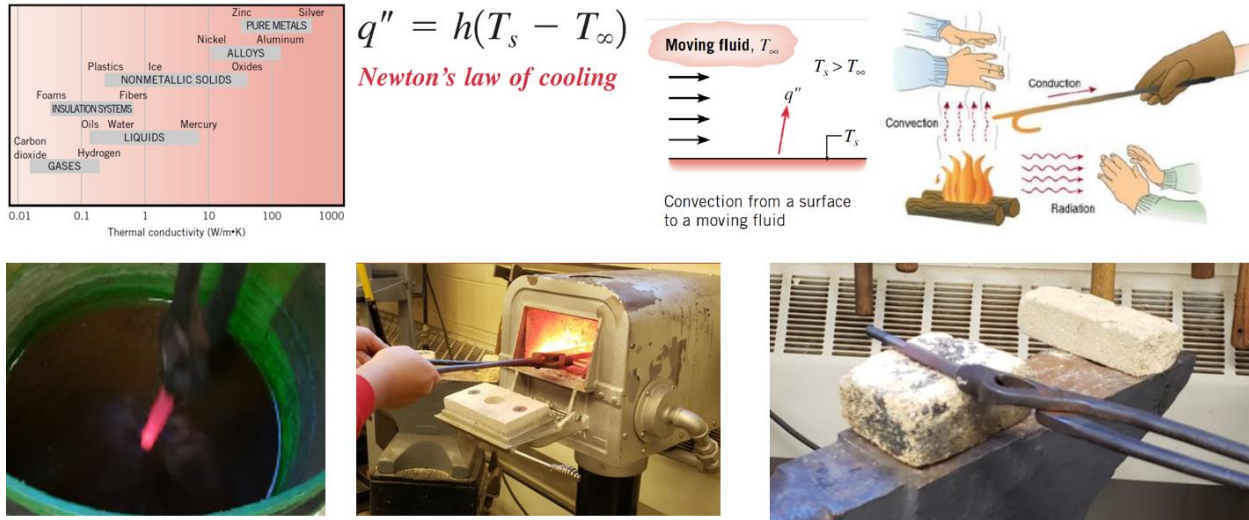 Zinc Silver
PURE METALS
Nickel Aluminum
ALLOYS
Plastics Ice Oxides
NONMETALLIC SOLIDS
Foams Fibers
INSULATION SYSTEMS
Oils Water Mercury
LIQUIDS
Carbon
dioxide Hydrogen
GASES
0.01 0.1 1 10 100 1000
Thermal conductivity (W/m•K)
q″ = h(Tₛ − T∞)
Newton's law of cooling
Moving fluid, T∞
Tₛ > T∞
q″
Tₛ
Convection from a surface
to a moving fluid
Conduction
Convection
Radiation